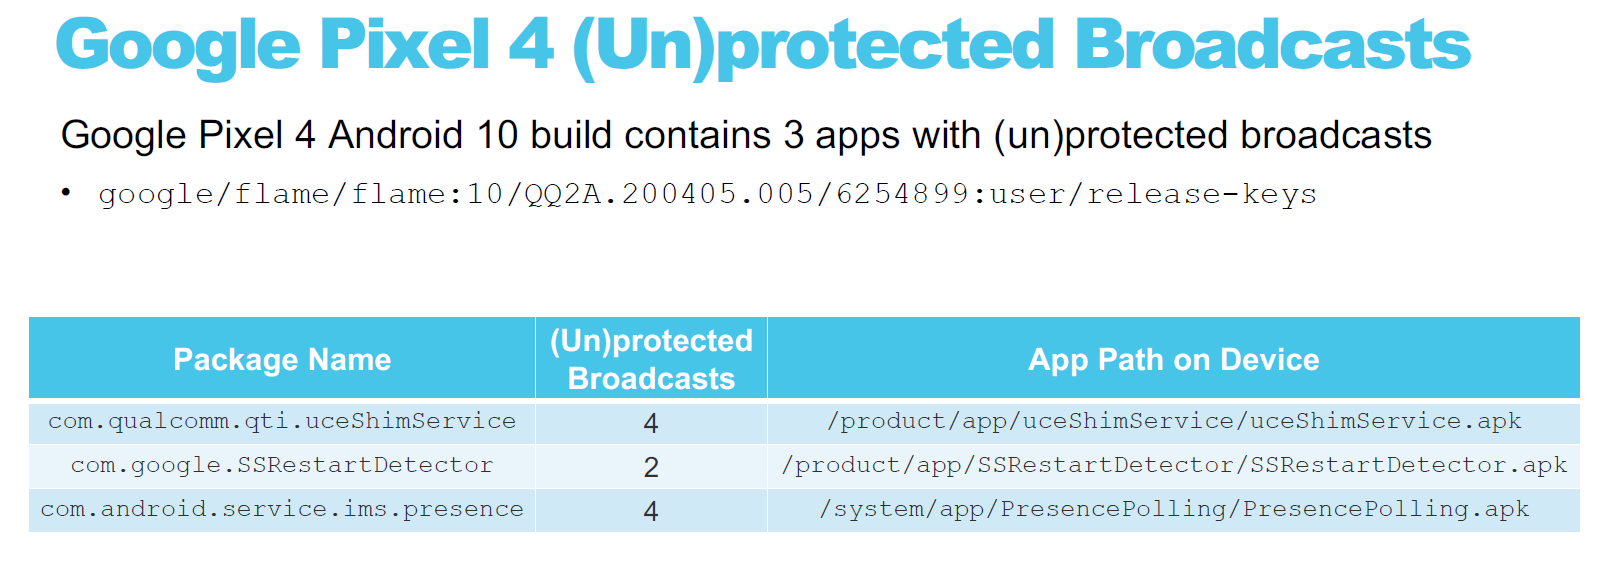 Google Pixel 4 (Un)protected Broadcasts
Google Pixel 4 Android 10 build contains 3 apps with (un)protected broadcasts
• google/flame/flame:10/QQ2A.200405.005/6254899:user/release-keys
Package Name
(Un)protected
Broadcasts
App Path on Device
com.qualcomm.qti.uceShimService 4 /product/app/uceShimService/uceShimService.apk
com.google.SSRestartDetector 2 /product/app/SSRestartDetector/SSRestartDetector.apk
com.android.service.ims.presence 4 /system/app/PresencePolling/PresencePolling.apk